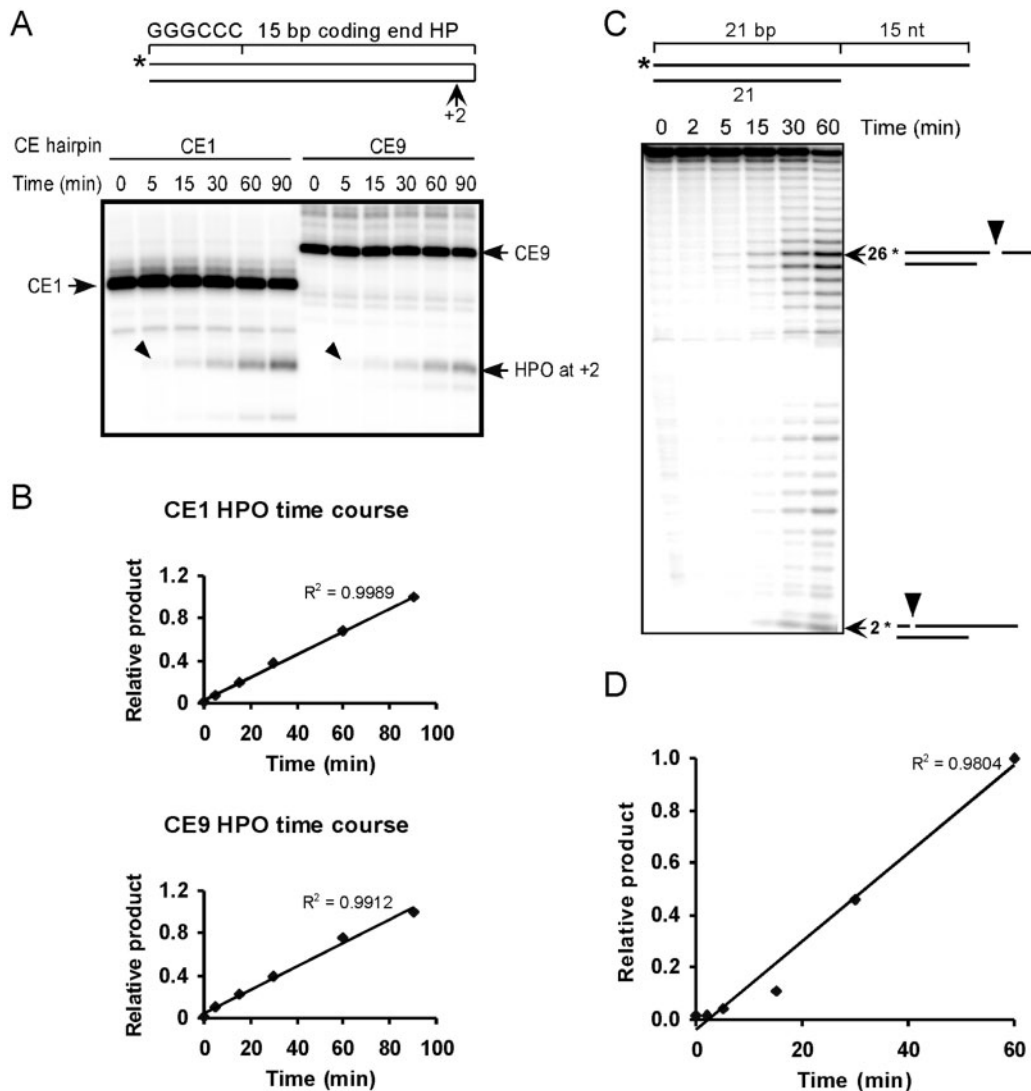 A
GGGCCC 15 bp coding end HP
*
+2
CE hairpin CE1 CE9
Time (min) 0 5 15 30 60 90 0 5 15 30 60 90
CE1
CE9
HPO at +2
B
CE1 HPO time course
R² = 0.9989
Relative product
1.2
0.8
0.4
0
0 20 40 60 80 100
Time (min)
CE9 HPO time course
R² = 0.9912
Relative product
1.2
0.8
0.4
0
0 20 40 60 80 100
Time (min)
C
21 bp 15 nt
*
21
0 2 5 15 30 60 Time (min)
26 *
2 *
D
R² = 0.9804
Relative product
1.0
0.8
0.6
0.4
0.2
0.0
0 20 40 60
Time (min)